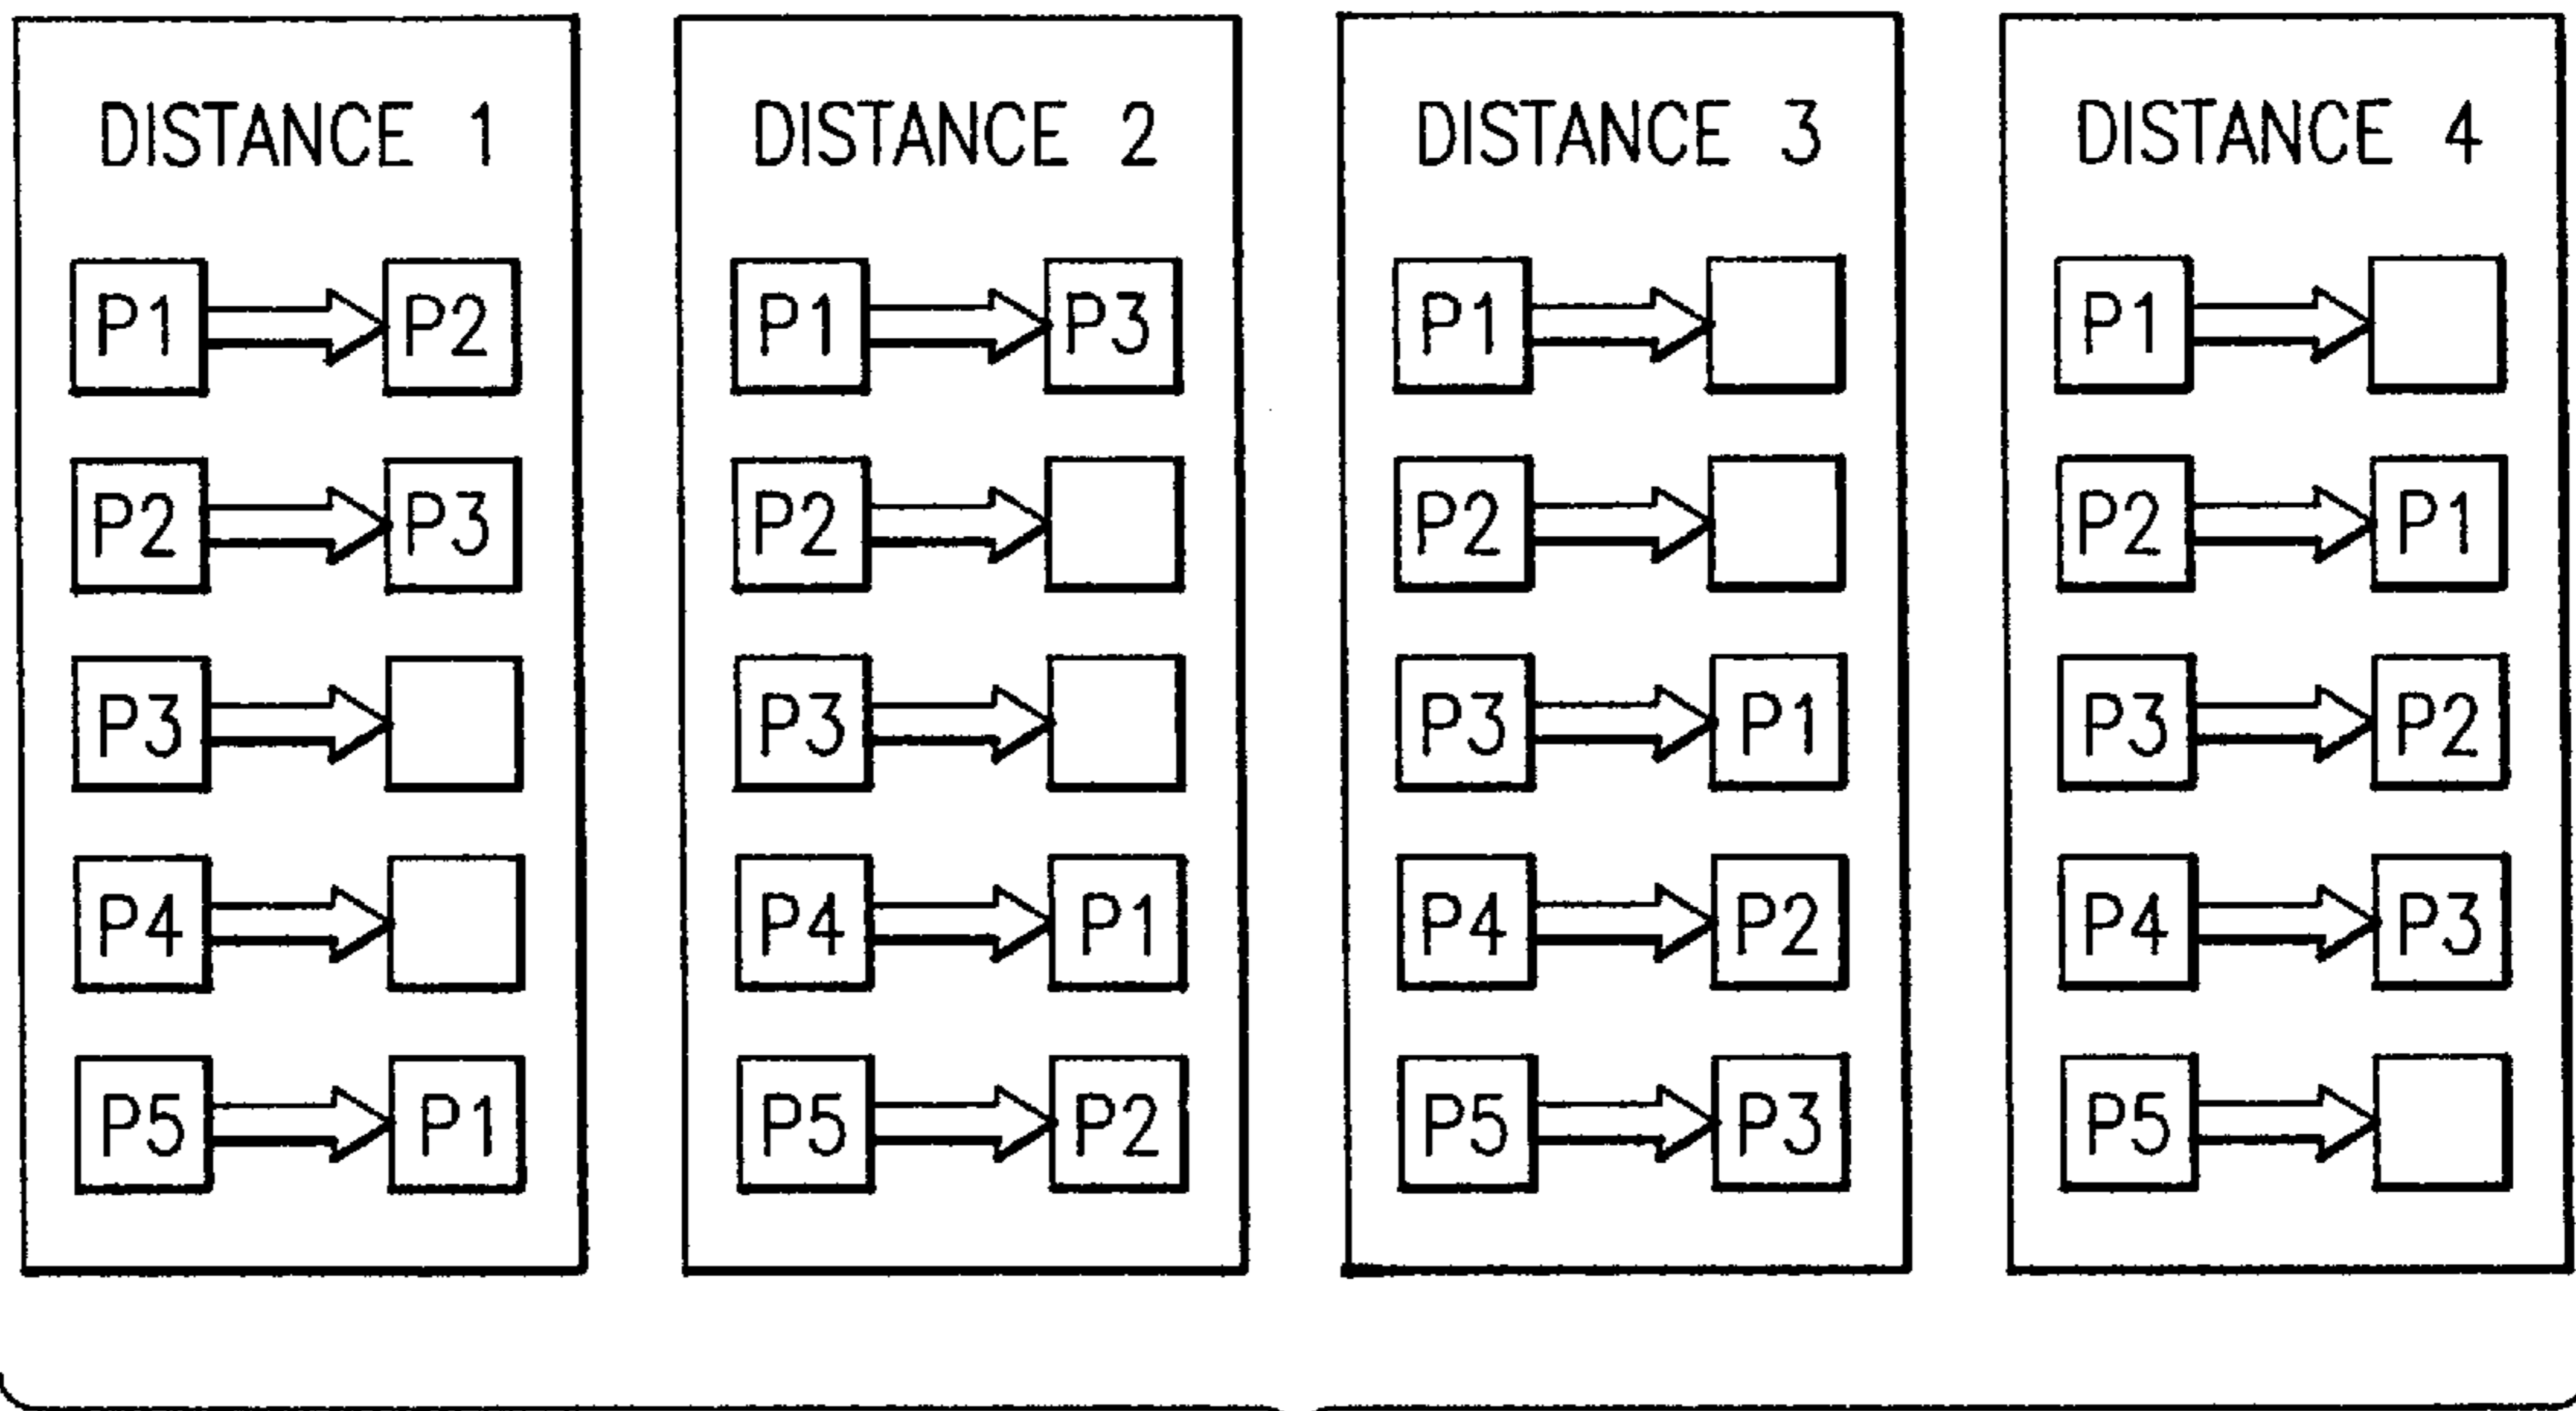 DISTANCE 1
P1 P2
P2 P3
P3
P4
P5 P1
DISTANCE 2
P1 P3
P2
P3
P4 P1
P5 P2
DISTANCE 3
P1
P2
P3 P1
P4 P2
P5 P3
DISTANCE 4
P1
P2 P1
P3 P2
P4 P3
P5